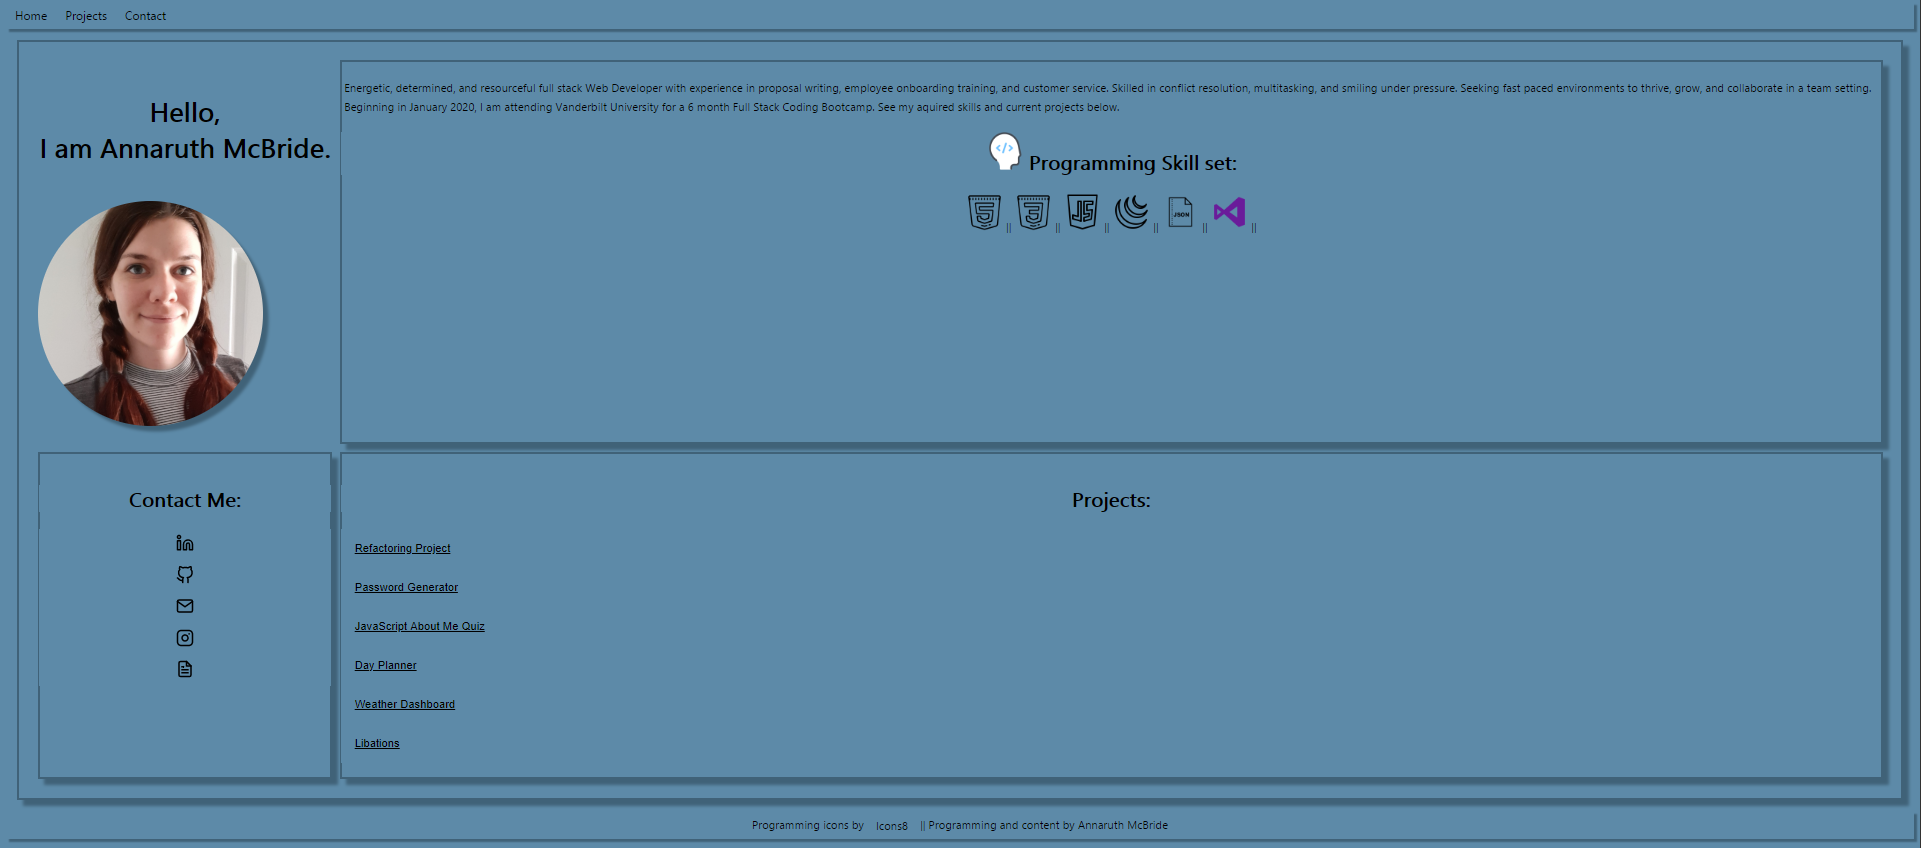 Home Projects Contact
Hello,
I am Annaruth McBride.
Energetic, determined, and resourceful full stack Web Developer with experience in proposal writing, employee onboarding training, and customer service. Skilled in conflict resolution, multitasking, and smiling under pressure. Seeking fast paced environments to thrive, grow, and collaborate in a team setting.
Beginning in January 2020, I am attending Vanderbilt University for a 6 month Full Stack Coding Bootcamp. See my aquired skills and current projects below.
</> Programming Skill set:
5 || 3 || JS || || JSON || ||
Contact Me:
in
Projects:
Refactoring Project
Password Generator
JavaScript About Me Quiz
Day Planner
Weather Dashboard
Libations
Programming icons by Icons8 || Programming and content by Annaruth McBride